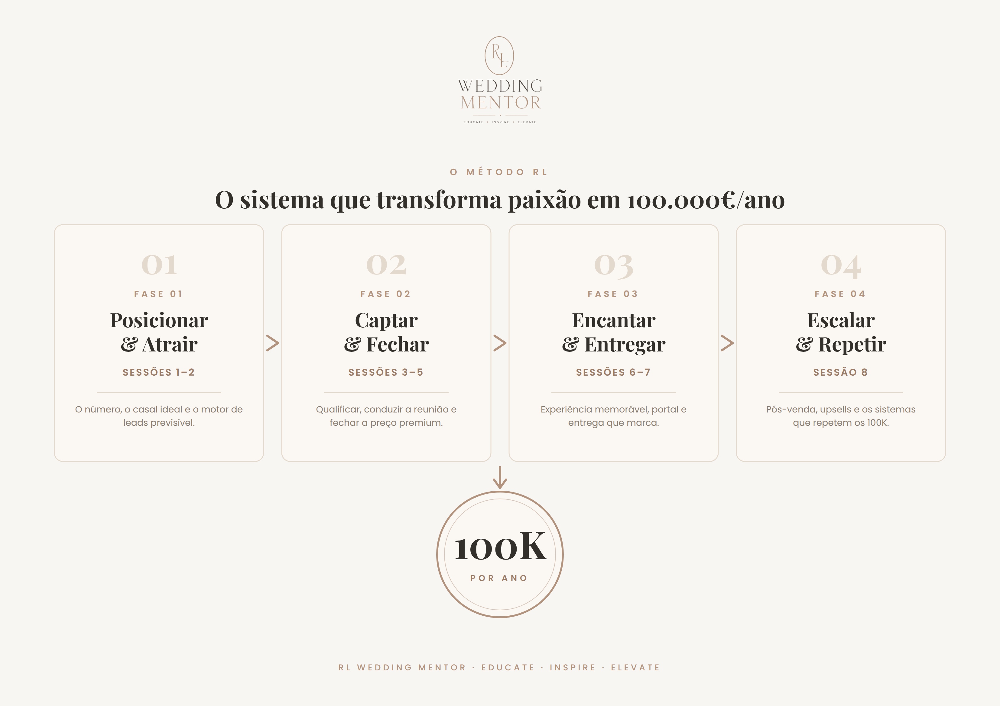 RL
WEDDING
MENTOR
EDUCATE • INSPIRE • ELEVATE
O MÉTODO RL
O sistema que transforma paixão em 100.000€/ano
01
FASE 01
Posicionar
& Atrair
SESSÕES 1–2
O número, o casal ideal e o motor de
leads previsível.
>
02
FASE 02
Captar
& Fechar
SESSÕES 3–5
Qualificar, conduzir a reunião e
fechar a preço premium.
>
03
FASE 03
Encantar
& Entregar
SESSÕES 6–7
Experiência memorável, portal e
entrega que marca.
>
04
FASE 04
Escalar
& Repetir
SESSÃO 8
Pós-venda, upsells e os sistemas
que repetem os 100K.
100K
POR ANO
RL WEDDING MENTOR · EDUCATE · INSPIRE · ELEVATE